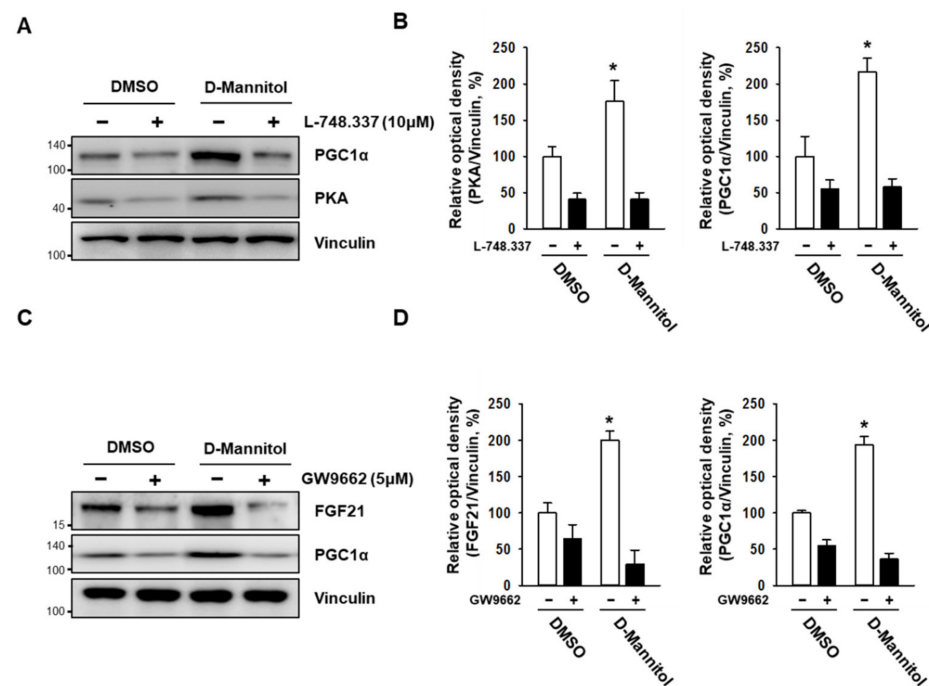 A
DMSO D-Mannitol
− + − + L-748.337 (10μM)
140
100
PGC1α
40
PKA
100
Vinculin
B
Relative optical density
(PKA/Vinculin, %)
250
200
150
100
50
0
*
− + − +
L-748.337
DMSO
D-Mannitol
Relative optical density
(PGC1α/Vinculin, %)
250
200
150
100
50
0
*
− + − +
L-748.337
DMSO
D-Mannitol
C
DMSO D-Mannitol
− + − + GW9662 (5μM)
FGF21
15
140
100
PGC1α
100
Vinculin
D
Relative optical density
(FGF21/Vinculin, %)
250
200
150
100
50
0
*
− + − +
GW9662
DMSO
D-Mannitol
Relative optical density
(PGC1α/Vinculin, %)
250
200
150
100
50
0
*
− + − +
GW9662
DMSO
D-Mannitol